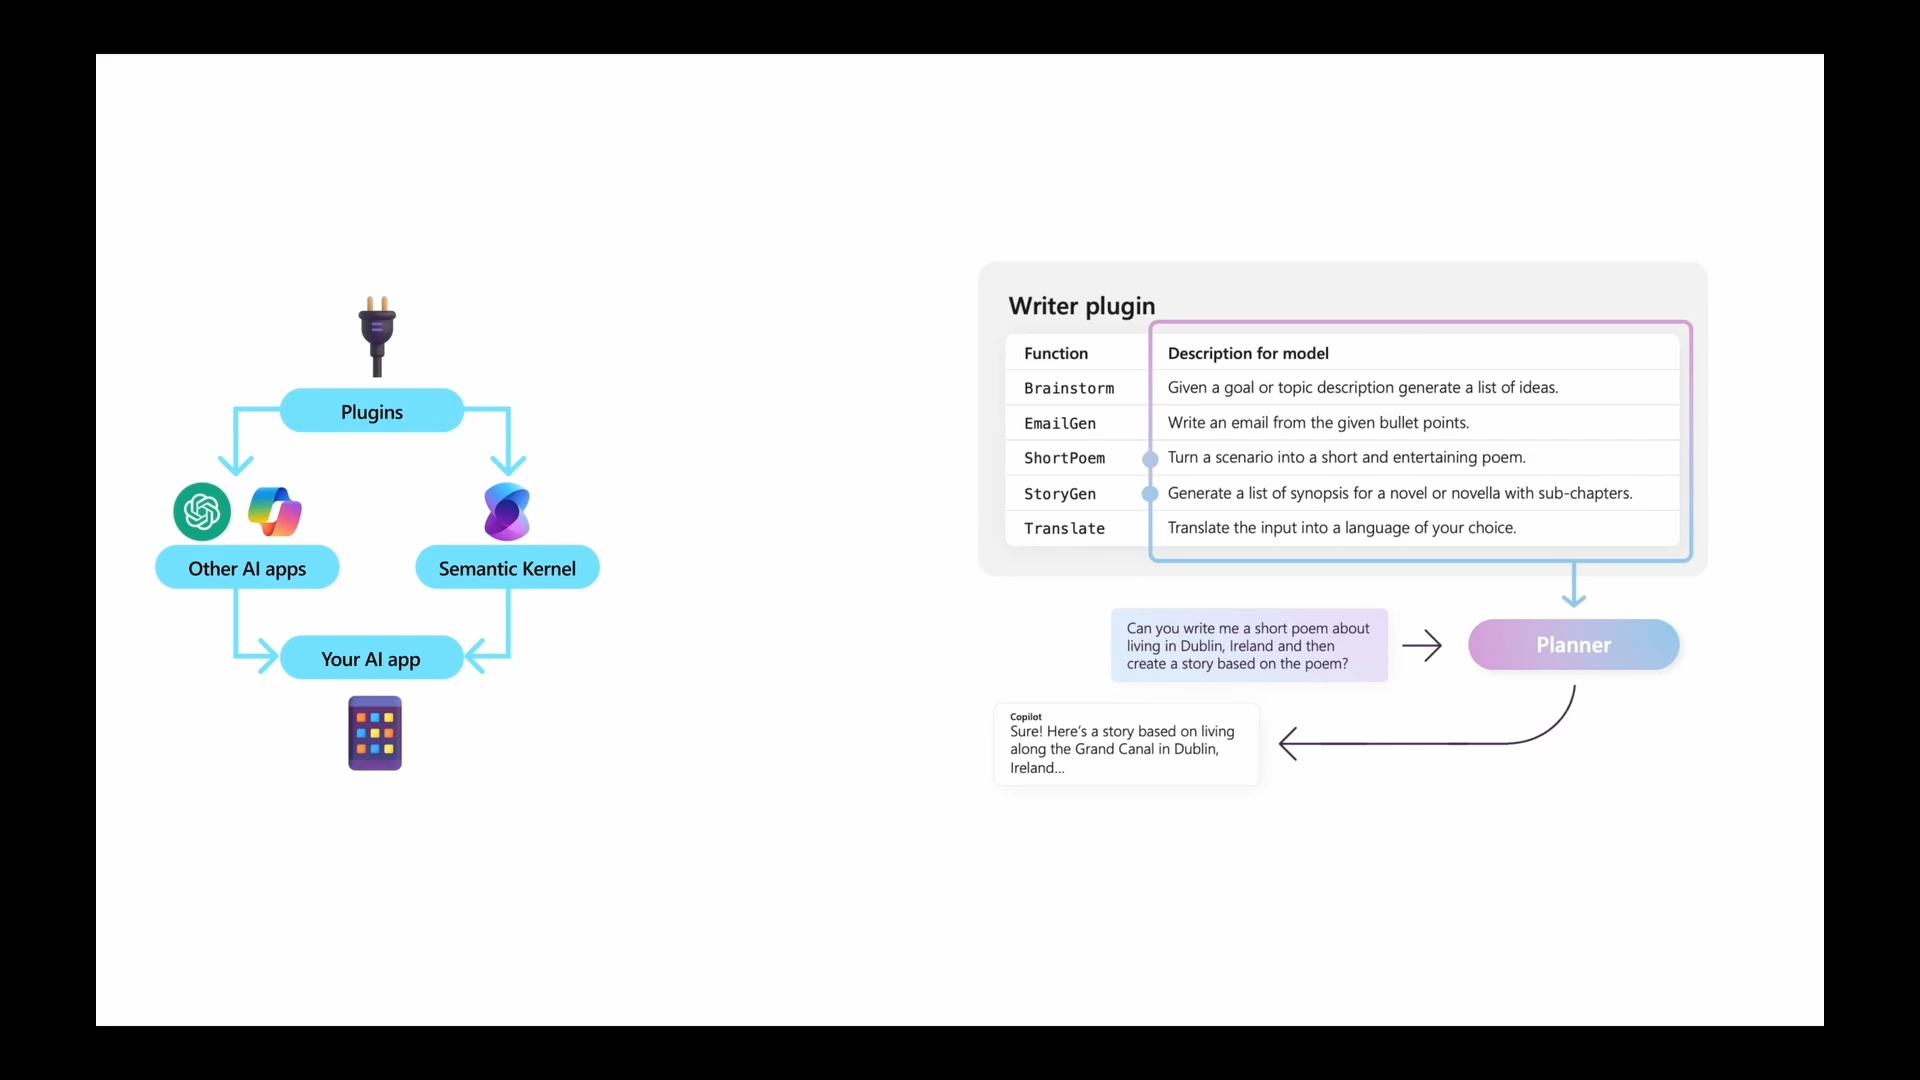 Plugins
Other AI apps
Semantic Kernel
Your AI app
Writer plugin
Function
Description for model
Brainstorm
Given a goal or topic description generate a list of ideas.
EmailGen
Write an email from the given bullet points.
ShortPoem
Turn a scenario into a short and entertaining poem.
StoryGen
Generate a list of synopsis for a novel or novella with sub-chapters.
Translate
Translate the input into a language of your choice.
Can you write me a short poem about
living in Dublin, Ireland and then
create a story based on the poem?
Planner
Copilot
Sure! Here's a story based on living
along the Grand Canal in Dublin,
Ireland...